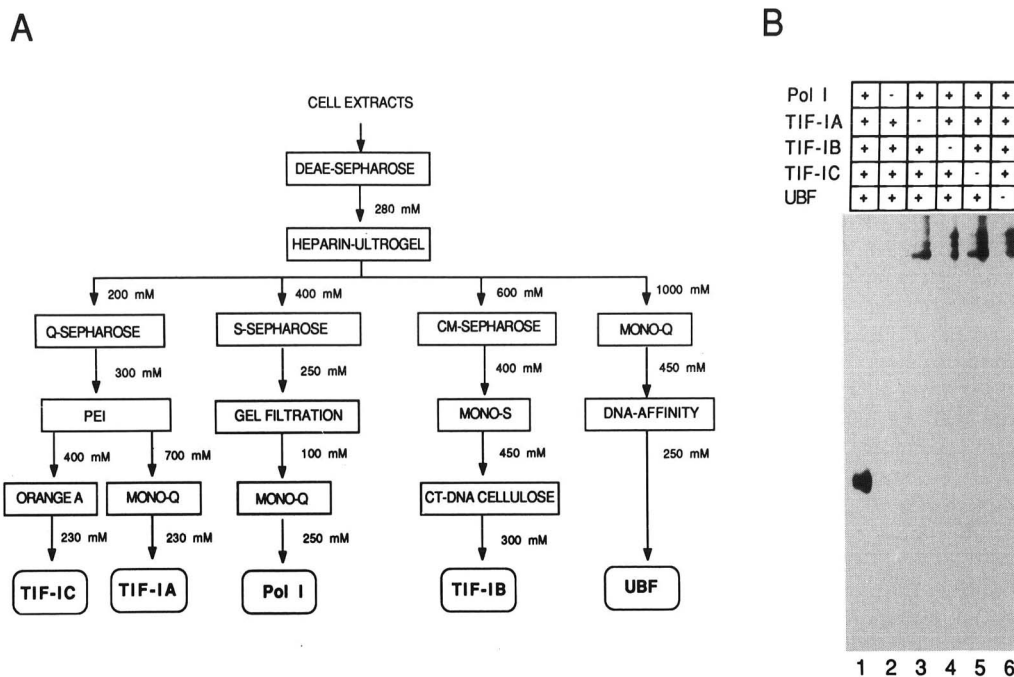 A
CELL EXTRACTS
DEAE-SEPHAROSE
280 mM
HEPARIN-ULTROGEL
200 mM 400 mM 600 mM 1000 mM
Q-SEPHAROSE S-SEPHAROSE CM-SEPHAROSE MONO-Q
300 mM 250 mM 400 mM 450 mM
PEI GEL FILTRATION MONO-S DNA-AFFINITY
400 mM 700 mM 100 mM 450 mM 250 mM
ORANGE A MONO-Q MONO-Q CT-DNA CELLULOSE
230 mM 230 mM 250 mM 300 mM
TIF-IC TIF-IA Pol I TIF-IB UBF
B
Pol I + - + + + +
TIF-IA + + - + + +
TIF-IB + + + - + +
TIF-IC + + + + - +
UBF + + + + + -
1 2 3 4 5 6